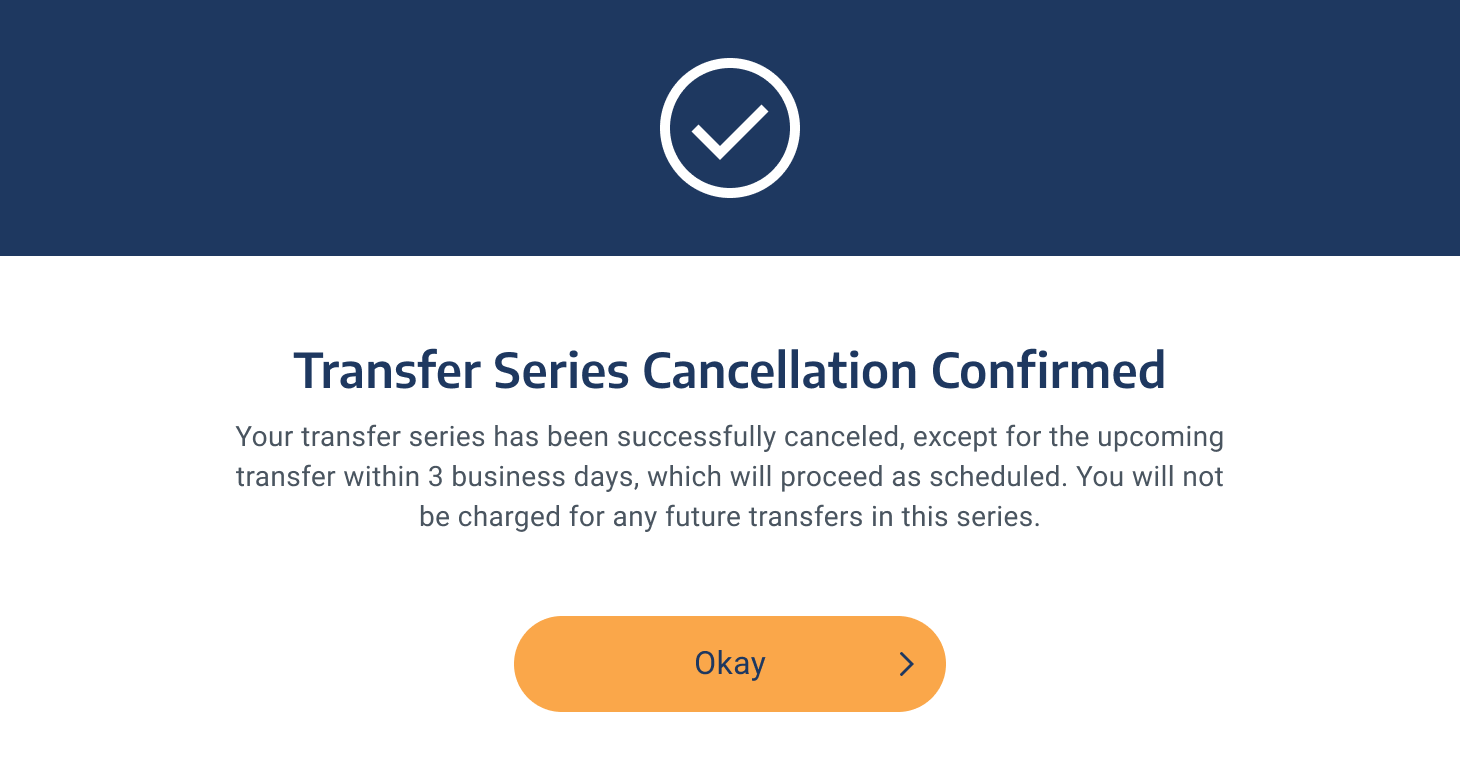 Transfer Series Cancellation Confirmed
Your transfer series has been successfully canceled, except for the upcoming
transfer within 3 business days, which will proceed as scheduled. You will not
be charged for any future transfers in this series.
Okay